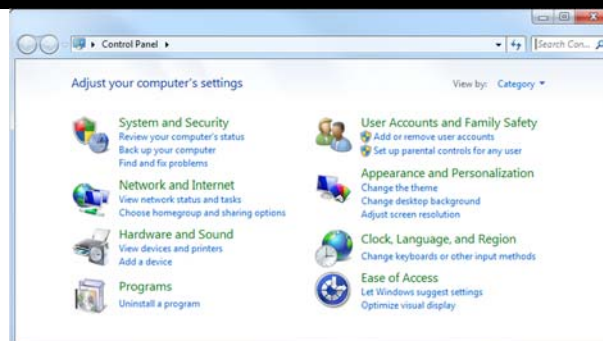 Control Panel
Search Con...
Adjust your computer's settings
View by: Category
System and Security
Review your computer's status
Back up your computer
Find and fix problems
Network and Internet
View network status and tasks
Choose homegroup and sharing options
Hardware and Sound
View devices and printers
Add a device
Programs
Uninstall a program
User Accounts and Family Safety
Add or remove user accounts
Set up parental controls for any user
Appearance and Personalization
Change the theme
Change desktop background
Adjust screen resolution
Clock, Language, and Region
Change keyboards or other input methods
Ease of Access
Let Windows suggest settings
Optimize visual display